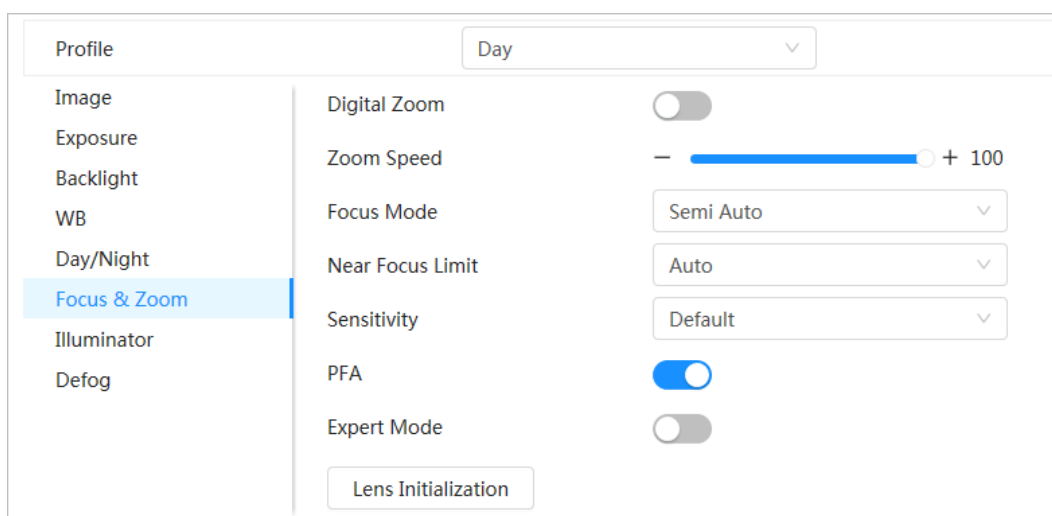 Profile Day
Image
Exposure
Backlight
WB
Day/Night
Focus & Zoom
Illuminator
Defog
Digital Zoom
Zoom Speed − + 100
Focus Mode Semi Auto
Near Focus Limit Auto
Sensitivity Default
PFA
Expert Mode
Lens Initialization